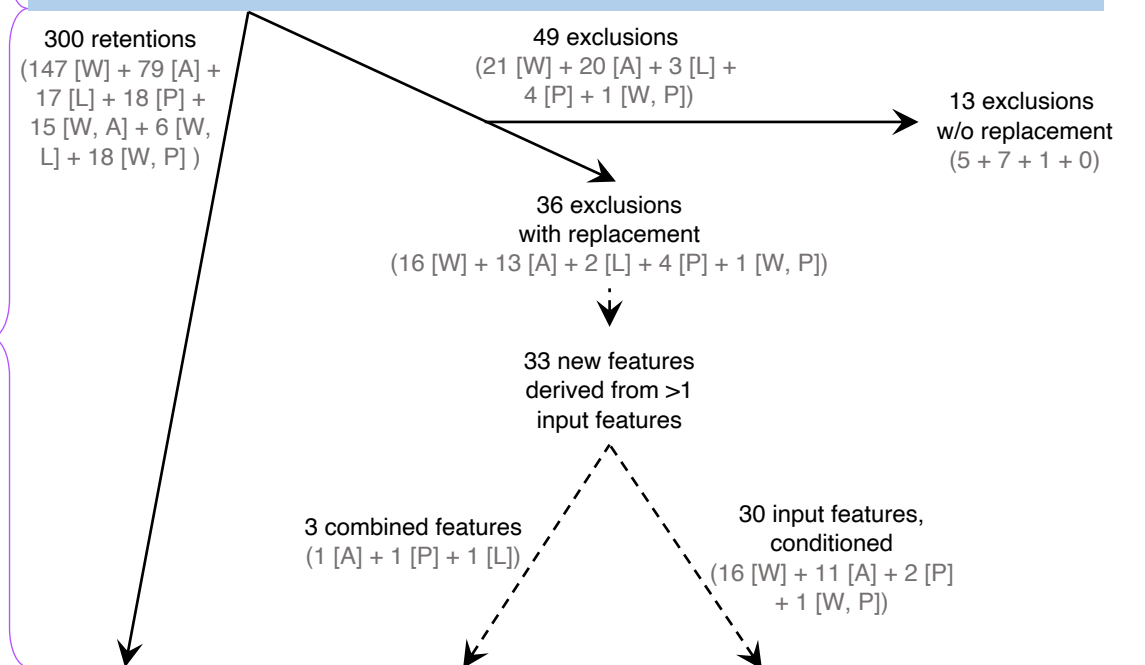 300 retentions
(147 [W] + 79 [A] +
17 [L] + 18 [P] +
15 [W, A] + 6 [W,
L] + 18 [W, P] )
49 exclusions
(21 [W] + 20 [A] + 3 [L] +
4 [P] + 1 [W, P])
13 exclusions
w/o replacement
(5 + 7 + 1 + 0)
36 exclusions
with replacement
(16 [W] + 13 [A] + 2 [L] + 4 [P] + 1 [W, P])
33 new features
derived from >1
input features
3 combined features
(1 [A] + 1 [P] + 1 [L])
30 input features,
conditioned
(16 [W] + 11 [A] + 2 [P]
+ 1 [W, P])